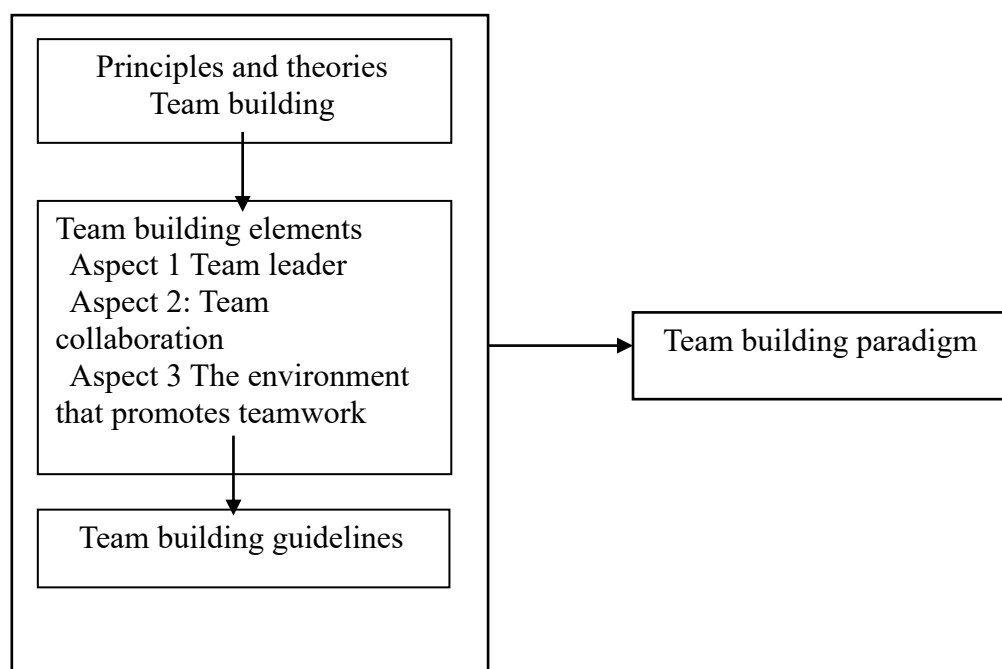 Principles and theories
Team building
Team building elements
Aspect 1 Team leader
Aspect 2: Team
collaboration
Aspect 3 The environment
that promotes teamwork
Team building guidelines
Team building paradigm